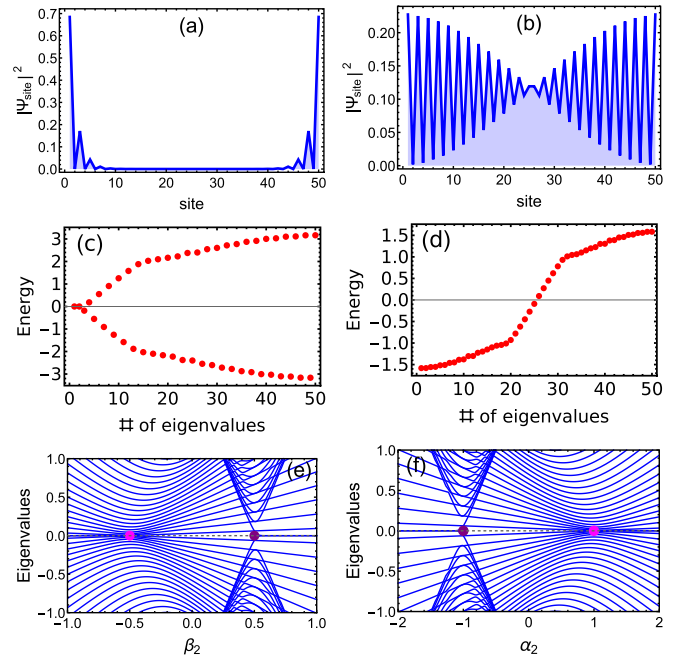 (a)
0.7
0.6
0.5
0.4
0.3
0.2
0.1
0.0
|Ψsite|²
0 10 20 30 40 50
site
(b)
0.20
0.15
0.10
0.05
0.00
|Ψsite|²
0 10 20 30 40 50
site
(c)
3
2
1
0
−1
−2
−3
Energy
0 10 20 30 40 50
# of eigenvalues
(d)
1.5
1.0
0.5
0.0
−0.5
−1.0
−1.5
Energy
0 10 20 30 40 50
# of eigenvalues
(e)
1.0
0.5
0.0
−0.5
−1.0
Eigenvalues
−1.0 −0.5 0.0 0.5 1.0
β₂
(f)
1.0
0.5
0.0
−0.5
−1.0
Eigenvalues
−2 −1 0 1 2
α₂